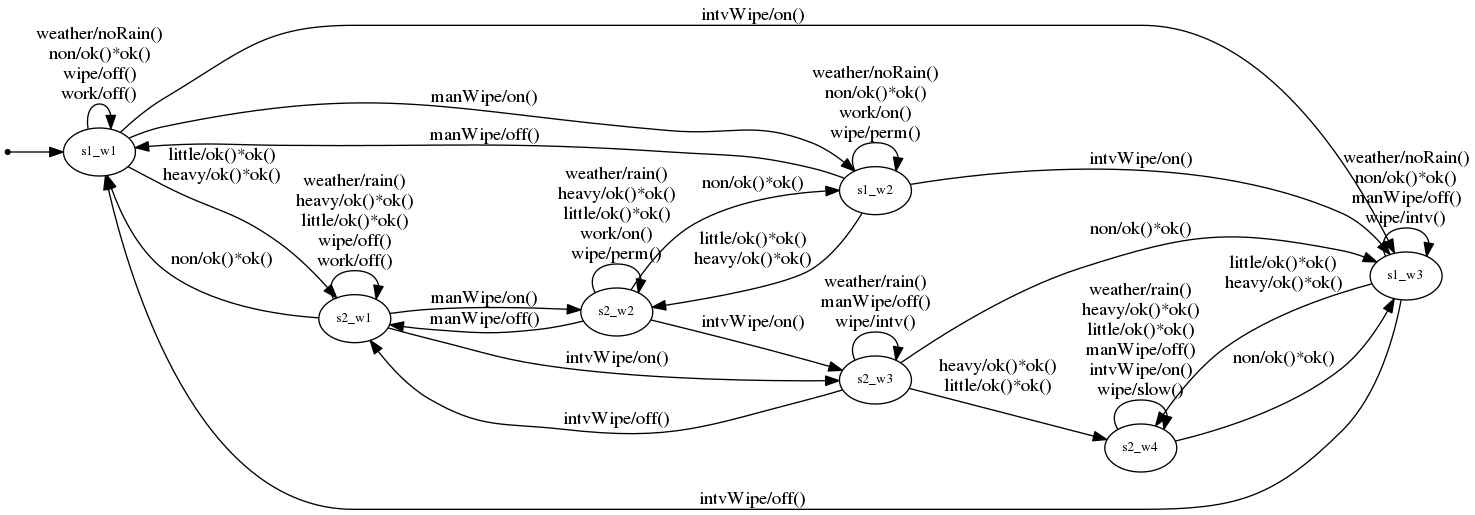 intvWipe/on()
weather/noRain()
non/ok()*ok()
wipe/off()
work/off()
s1_w1
manWipe/on()
manWipe/off()
little/ok()*ok()
heavy/ok()*ok()
weather/noRain()
non/ok()*ok()
work/on()
wipe/perm()
s1_w2
intvWipe/on()
weather/noRain()
non/ok()*ok()
manWipe/off()
wipe/intv()
s1_w3
weather/rain()
heavy/ok()*ok()
little/ok()*ok()
wipe/off()
work/off()
s2_w1
non/ok()*ok()
weather/rain()
heavy/ok()*ok()
little/ok()*ok()
work/on()
wipe/perm()
s2_w2
non/ok()*ok()
little/ok()*ok()
heavy/ok()*ok()
manWipe/on()
manWipe/off()
intvWipe/on()
intvWipe/on()
intvWipe/off()
weather/rain()
manWipe/off()
wipe/intv()
s2_w3
non/ok()*ok()
little/ok()*ok()
heavy/ok()*ok()
heavy/ok()*ok()
little/ok()*ok()
weather/rain()
heavy/ok()*ok()
little/ok()*ok()
manWipe/off()
intvWipe/on()
wipe/slow()
s2_w4
non/ok()*ok()
intvWipe/off()